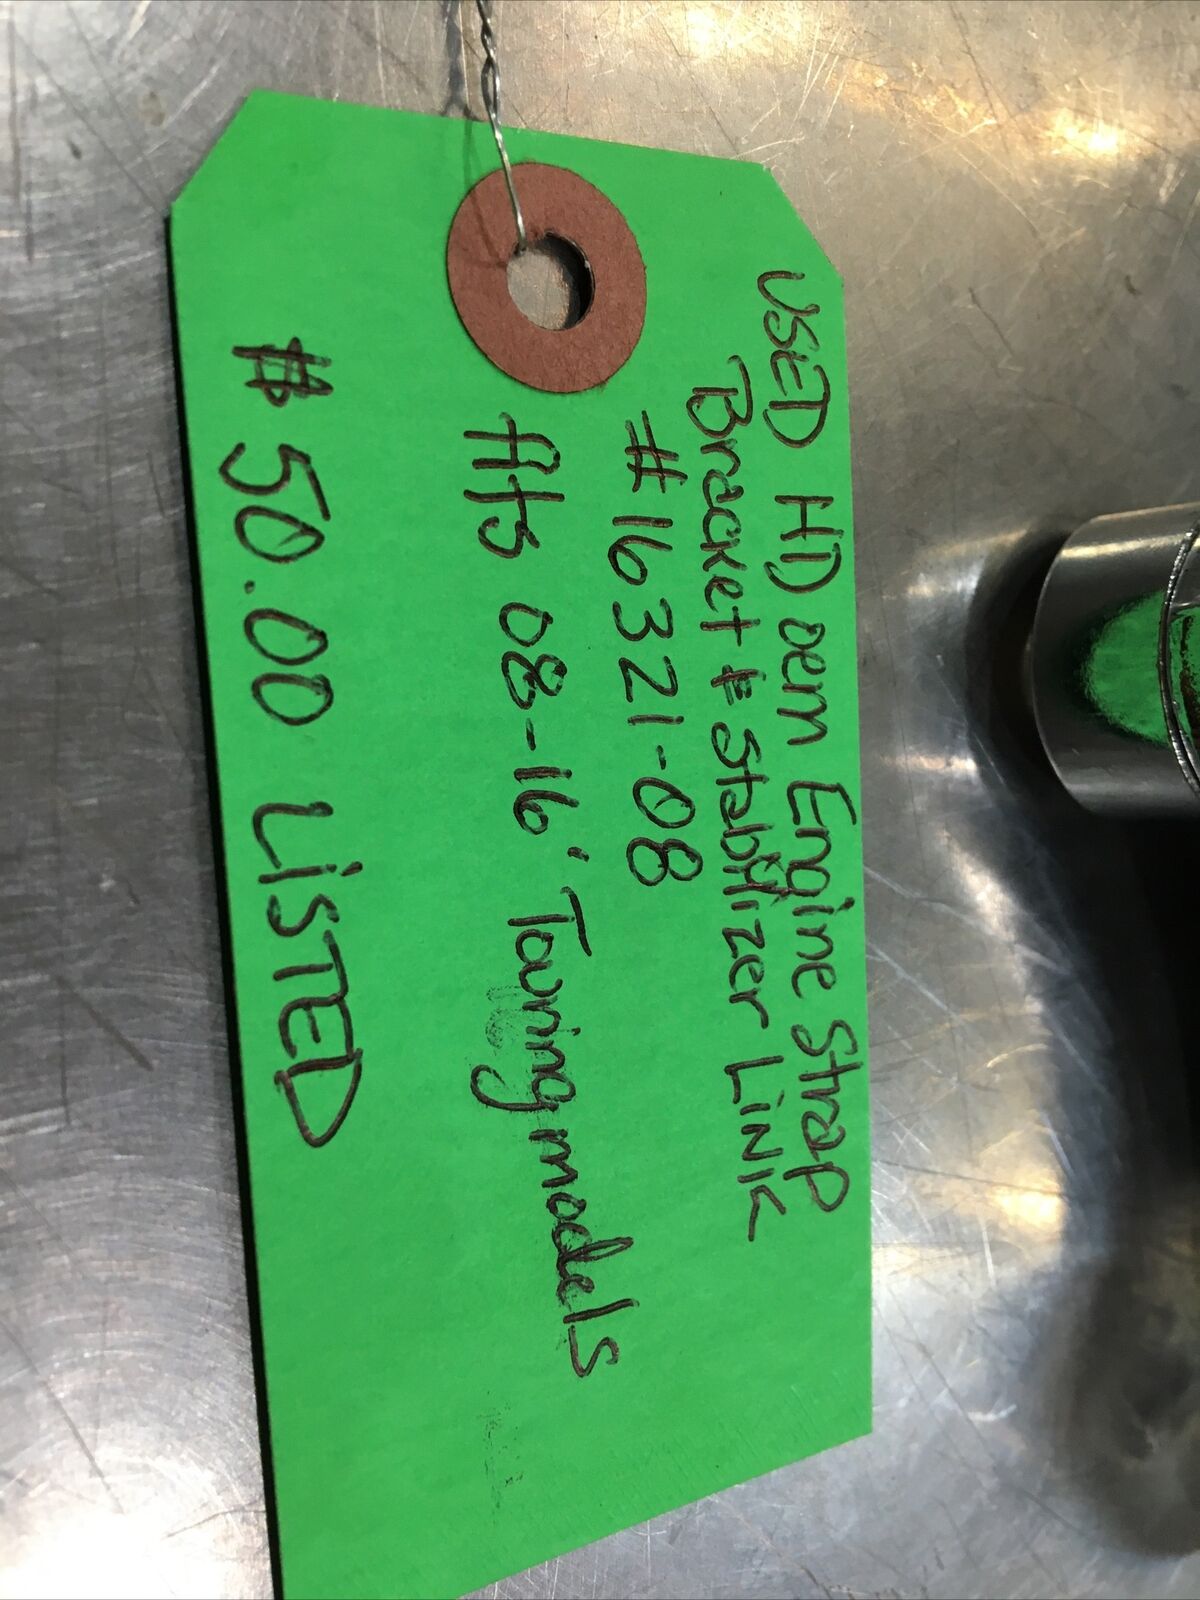 USED HD oem Engine Strap
Bracket & Stabilizer Link
#16321-08
fits 08-16' Touring models
$50.00 LISTED